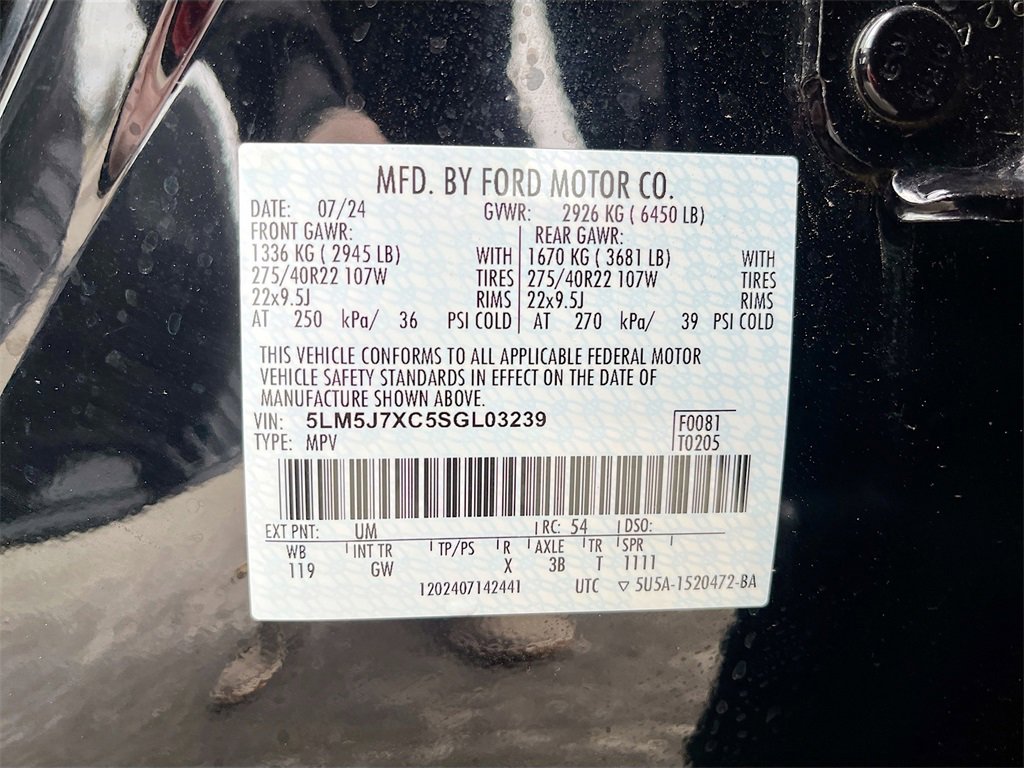 MFD. BY FORD MOTOR CO.
DATE: 07/24 GVWR: 2926 KG ( 6450 LB)
FRONT GAWR: REAR GAWR:
1336 KG ( 2945 LB) WITH 1670 KG ( 3681 LB) WITH
275/40R22 107W TIRES 275/40R22 107W TIRES
22x9.5J RIMS 22x9.5J RIMS
AT 250 kPa/ 36 PSI COLD AT 270 kPa/ 39 PSI COLD
THIS VEHICLE CONFORMS TO ALL APPLICABLE FEDERAL MOTOR
VEHICLE SAFETY STANDARDS IN EFFECT ON THE DATE OF
MANUFACTURE SHOWN ABOVE.
VIN: 5LM5J7XC5SGL03239 F0081
TYPE: MPV T0205
EXT PNT: UM RC: 54 DSO:
WB INT TR TP/PS R AXLE TR SPR
119 GW X 3B T 1111
1202407142441 UTC ▽ 5U5A-1520472-BA